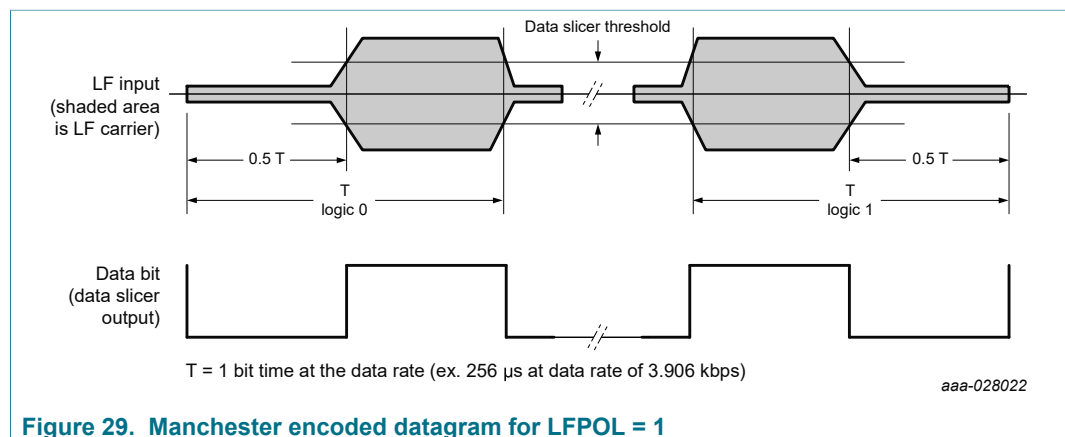 Data slicer threshold
LF input
(shaded area
is LF carrier)
0.5 T
0.5 T
T
logic 0
T
logic 1
Data bit
(data slicer
output)
T = 1 bit time at the data rate (ex. 256 μs at data rate of 3.906 kbps)
aaa-028022
Figure 29. Manchester encoded datagram for LFPOL = 1